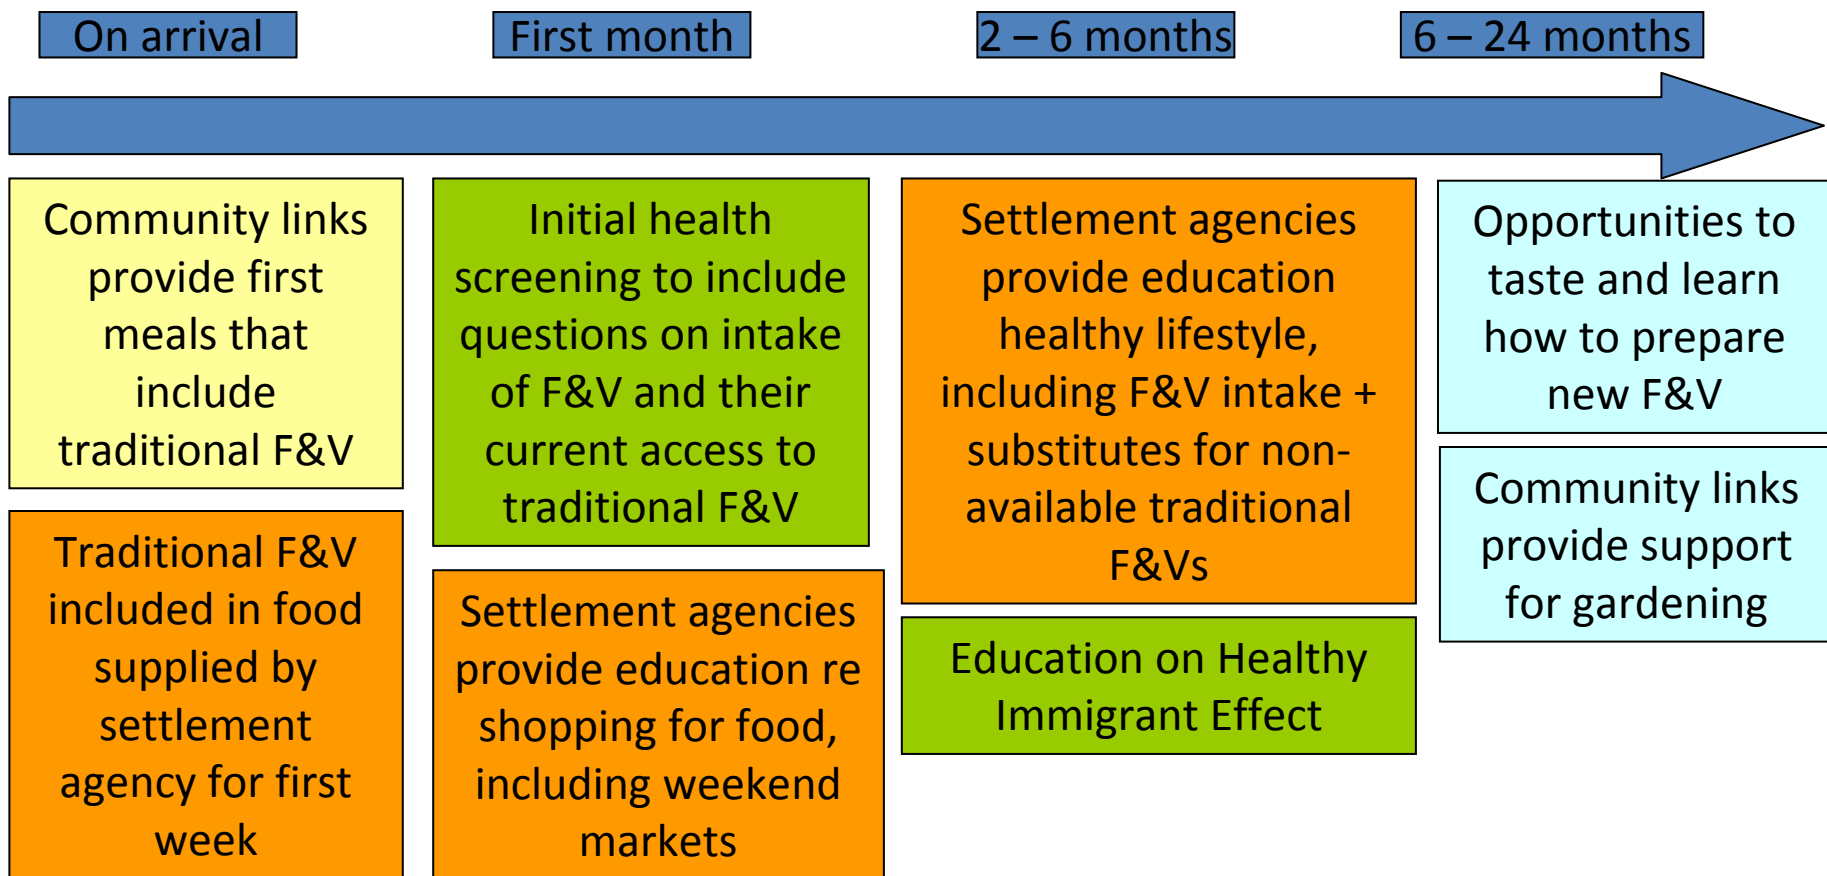 On arrival
First month
2 – 6 months
6 – 24 months
Community links
provide first
meals that
include
traditional F&V
Traditional F&V
included in food
supplied by
settlement
agency for first
week
Initial health
screening to include
questions on intake
of F&V and their
current access to
traditional F&V
Settlement agencies
provide education re
shopping for food,
including weekend
markets
Settlement agencies
provide education
healthy lifestyle,
including F&V intake +
substitutes for non-
available traditional
F&Vs
Education on Healthy
Immigrant Effect
Opportunities to
taste and learn
how to prepare
new F&V
Community links
provide support
for gardening